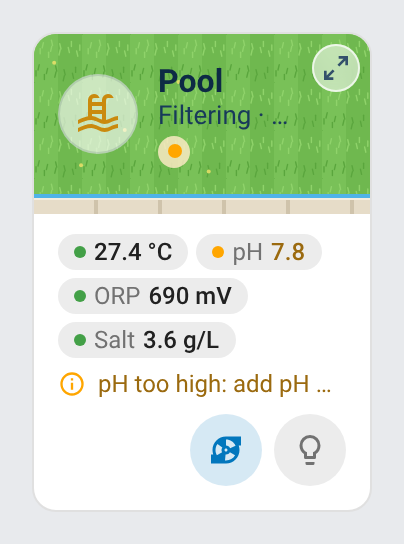 Pool
Filtering · ...
27.4 °C
pH 7.8
ORP 690 mV
Salt 3.6 g/L
pH too high: add pH ...